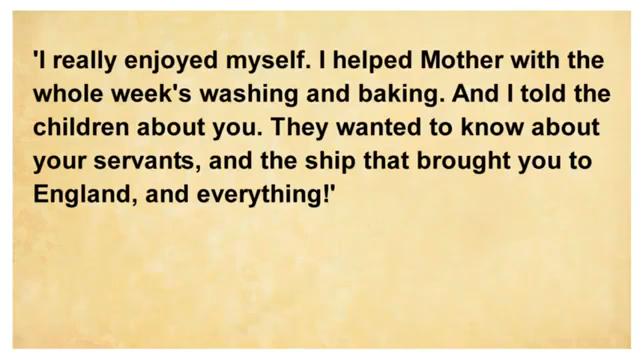 'I really enjoyed myself. I helped Mother with the
whole week's washing and baking. And I told the
children about you. They wanted to know about
your servants, and the ship that brought you to
England, and everything!'